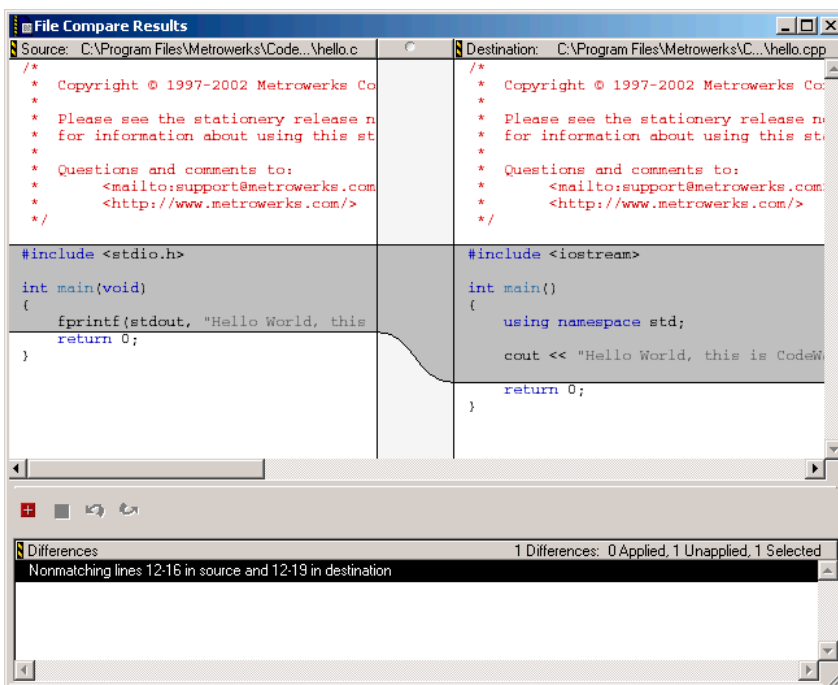 File Compare Results
Source: C:\Program Files\Metrowerks\Code...\hello.c
/*
* Copyright © 1997-2002 Metrowerks Co
*
* Please see the stationery release n
* for information about using this st
*
* Questions and comments to:
* <mailto:support@metrowerks.com
* <http://www.metrowerks.com/>
*/
#include <stdio.h>
int main(void)
{
fprintf(stdout, "Hello World, this
return 0;
}
Destination: C:\Program Files\Metrowerks\C...\hello.cpp
/*
* Copyright © 1997-2002 Metrowerks Co
*
* Please see the stationery release n
* for information about using this st
*
* Questions and comments to:
* <mailto:support@metrowerks.com
* <http://www.metrowerks.com/>
*/
#include <iostream>
int main()
{
using namespace std;
cout << "Hello World, this is CodeW
return 0;
}
Differences
1 Differences: 0 Applied, 1 Unapplied, 1 Selected
Nonmatching lines 12-16 in source and 12-19 in destination